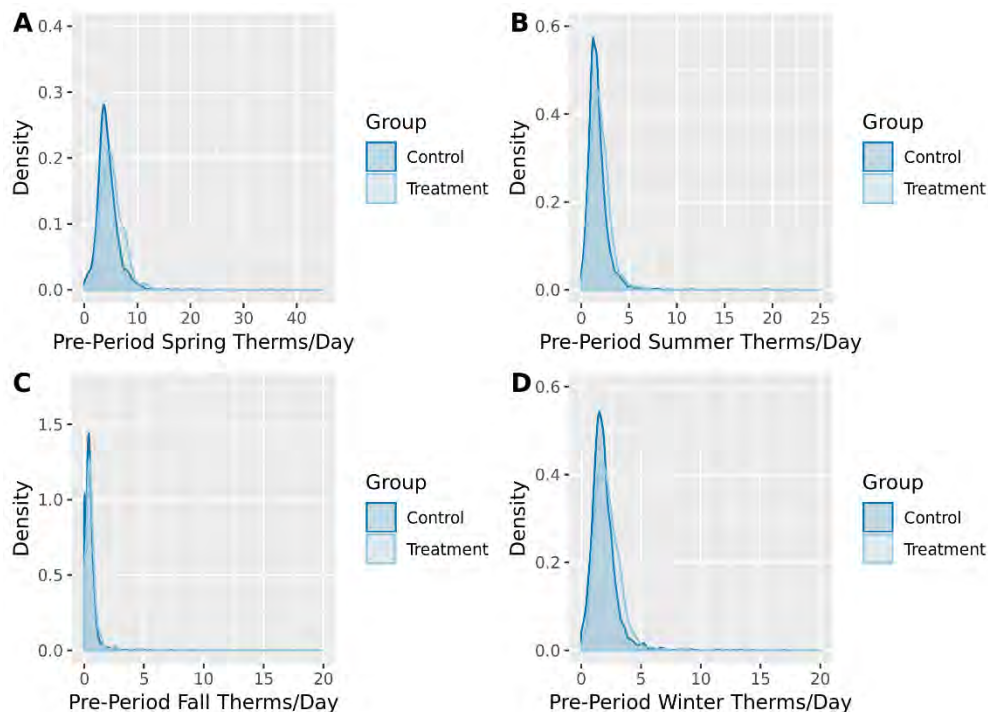 A
0.4
0.3
0.2
0.1
0.0
Density
0 10 20 30 40
Pre-Period Spring Therms/Day
Group
Control
Treatment
B
0.6
0.4
0.2
0.0
Density
0 5 10 15 20 25
Pre-Period Summer Therms/Day
Group
Control
Treatment
C
1.5
1.0
0.5
0.0
Density
0 5 10 15 20
Pre-Period Fall Therms/Day
Group
Control
Treatment
D
0.6
0.4
0.2
0.0
Density
0 5 10 15 20
Pre-Period Winter Therms/Day
Group
Control
Treatment